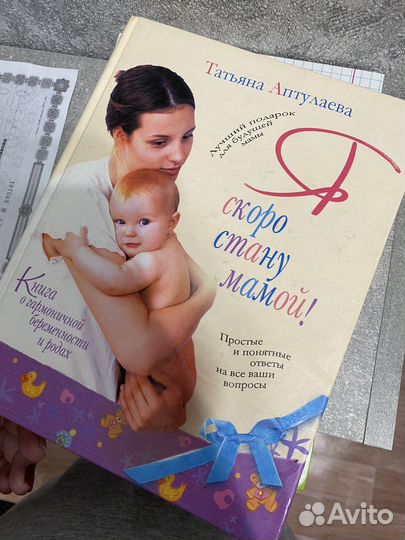 Татьяна Аптулаева
Лучший подарок
для будущей
мамы
Я
скоро
стану
мамой!
Книга
о гармоничной
беременности
и родах
Простые
и понятные
ответы
на все ваши
вопросы
Avito